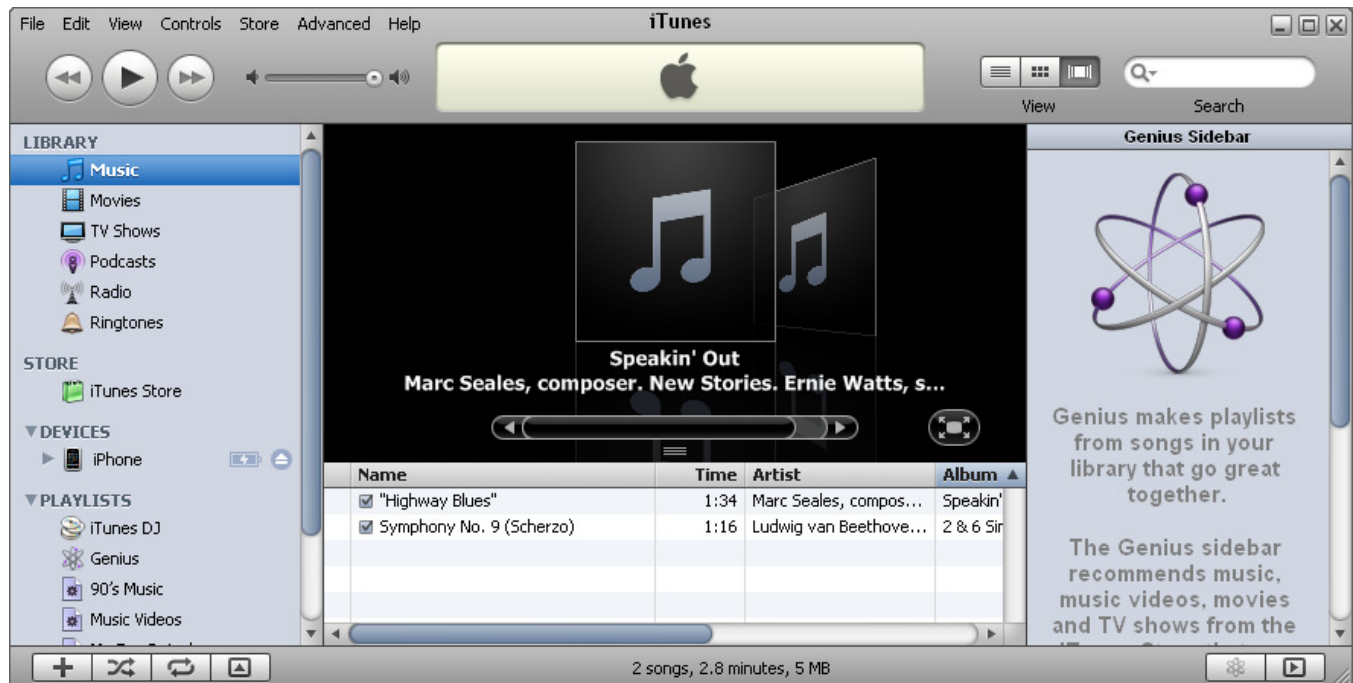 File Edit View Controls Store Advanced Help
iTunes
View
Search
LIBRARY
Music
Movies
TV Shows
Podcasts
Radio
Ringtones
STORE
iTunes Store
DEVICES
iPhone
PLAYLISTS
iTunes DJ
Genius
90's Music
Music Videos
Speakin' Out
Marc Seales, composer. New Stories. Ernie Watts, s...
Name Time Artist Album
"Highway Blues" 1:34 Marc Seales, compos... Speakin'
Symphony No. 9 (Scherzo) 1:16 Ludwig van Beethove... 2 & 6 Sin
Genius Sidebar
Genius makes playlists
from songs in your
library that go great
together.
The Genius sidebar
recommends music,
music videos, movies
and TV shows from the
2 songs, 2.8 minutes, 5 MB